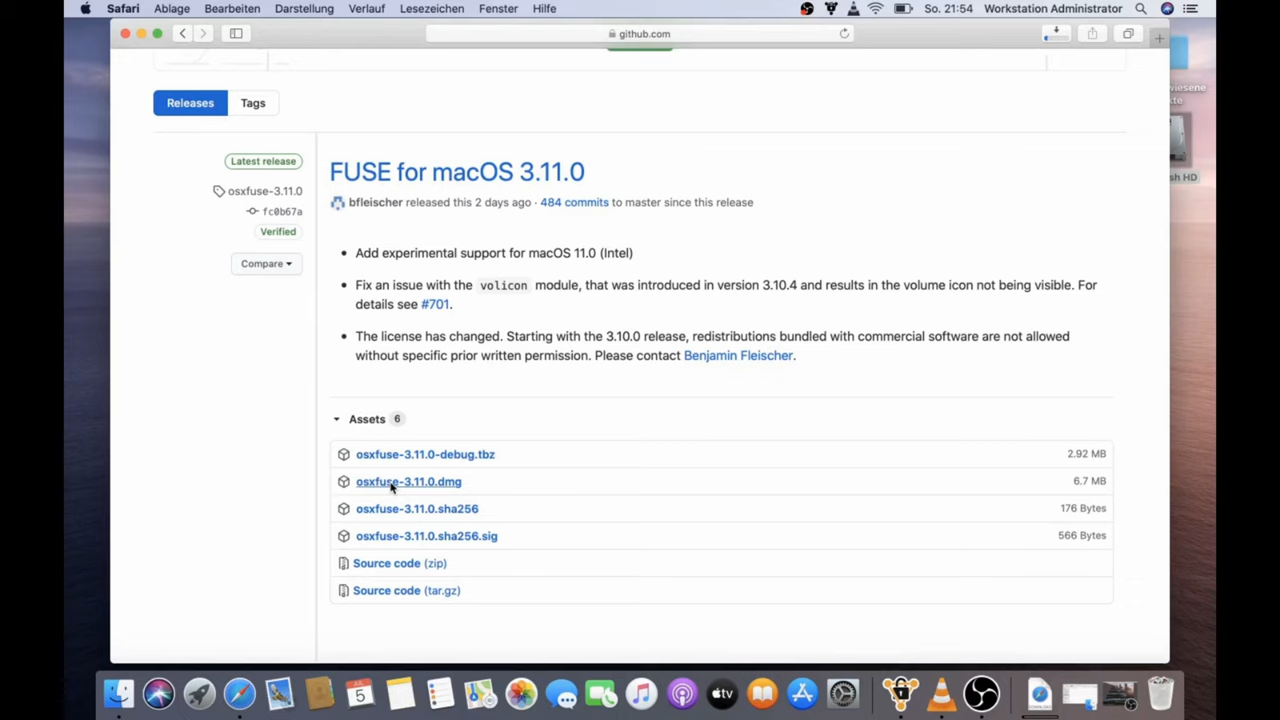 Safari Ablage Bearbeiten Darstellung Verlauf Lesezeichen Fenster Hilfe So. 21:54 Workstation Administrator
github.com
wiesene
kte
Releases Tags
sh HD
Latest release
FUSE for macOS 3.11.0
osxfuse-3.11.0
bfleischer released this 2 days ago · 484 commits to master since this release
fc0b67a
Verified
Compare
• Add experimental support for macOS 11.0 (Intel)
• Fix an issue with the volicon module, that was introduced in version 3.10.4 and results in the volume icon not being visible. For
details see #701.
• The license has changed. Starting with the 3.10.0 release, redistributions bundled with commercial software are not allowed
without specific prior written permission. Please contact Benjamin Fleischer.
Assets 6
osxfuse-3.11.0-debug.tbz 2.92 MB
osxfuse-3.11.0.dmg 6.7 MB
osxfuse-3.11.0.sha256 176 Bytes
osxfuse-3.11.0.sha256.sig 566 Bytes
Source code (zip)
Source code (tar.gz)
5
tv